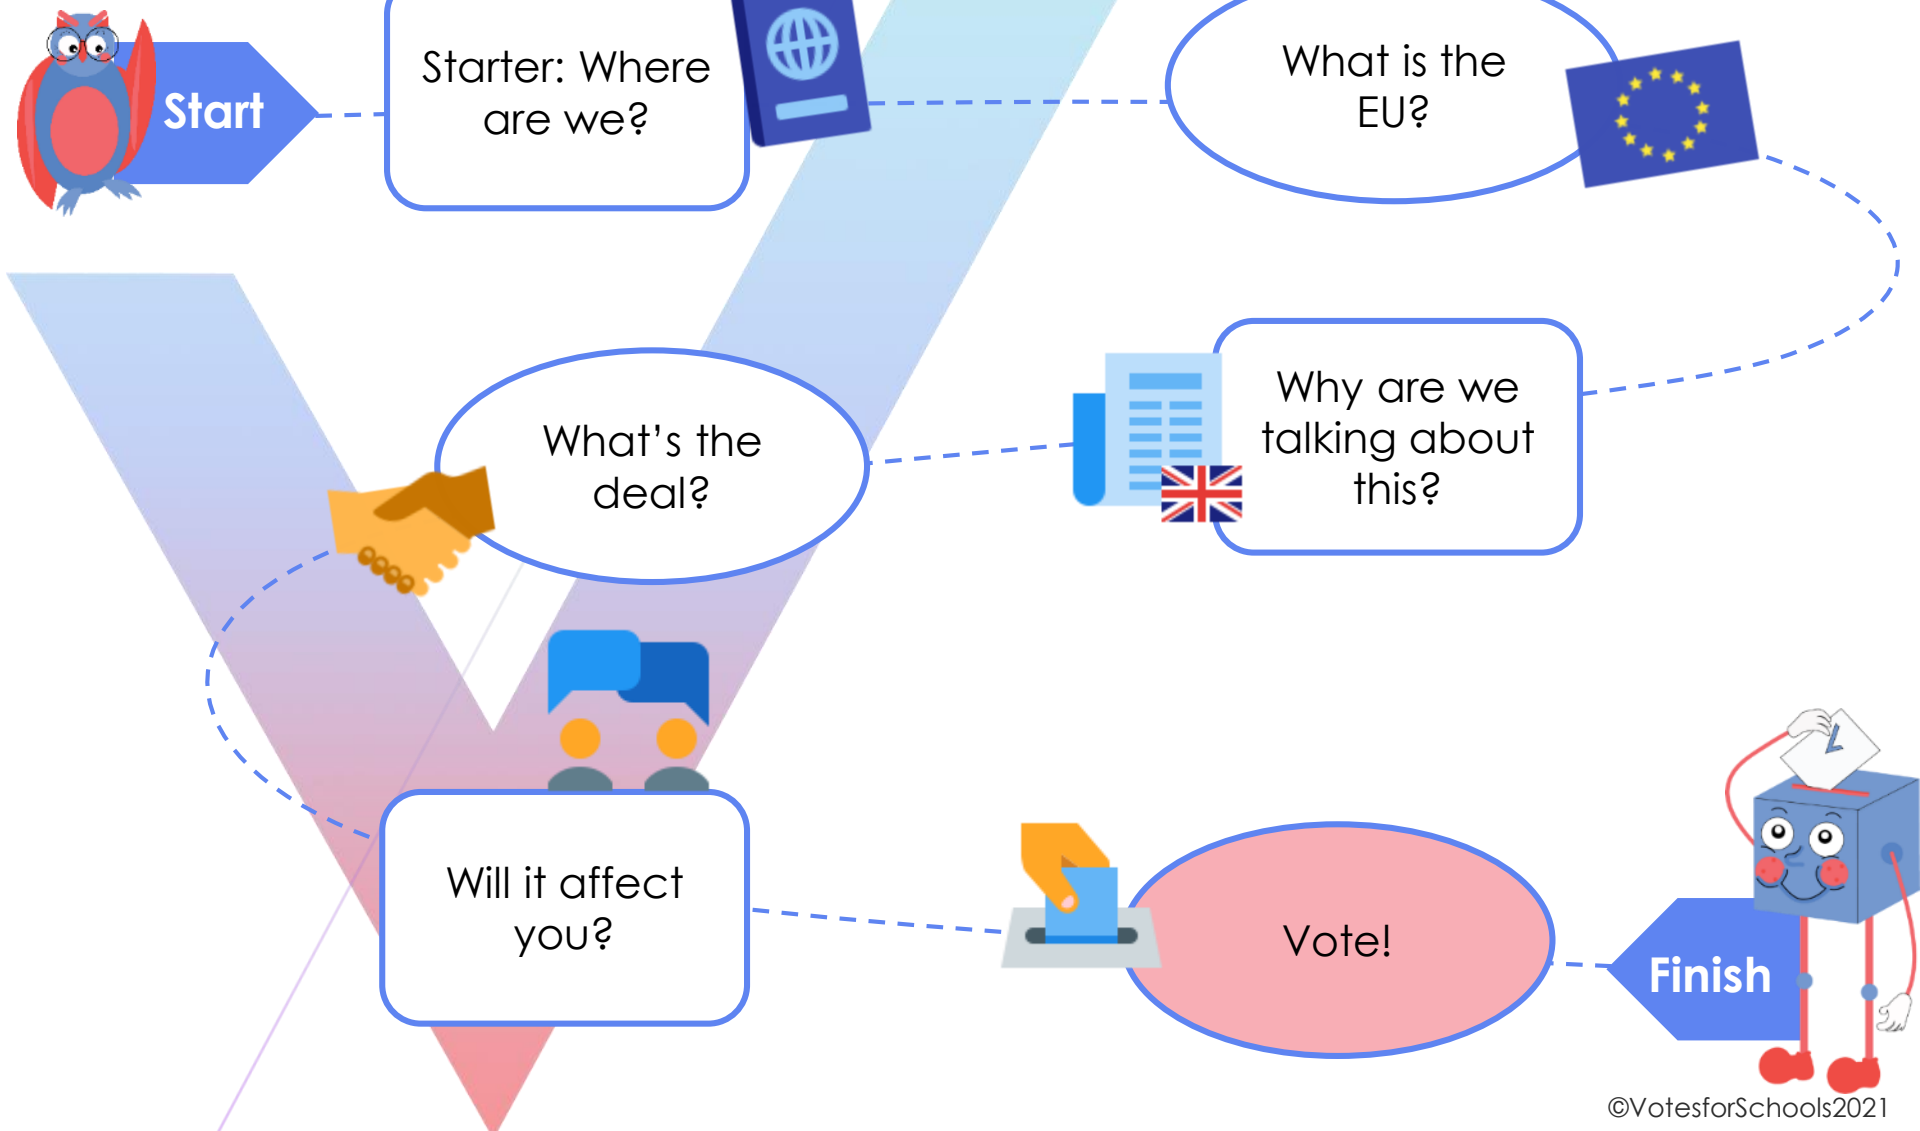 Start
Starter: Where
are we?
What is the
EU?
Why are we
talking about
this?
What’s the
deal?
Will it affect
you?
Vote!
Finish
©VotesforSchools2021